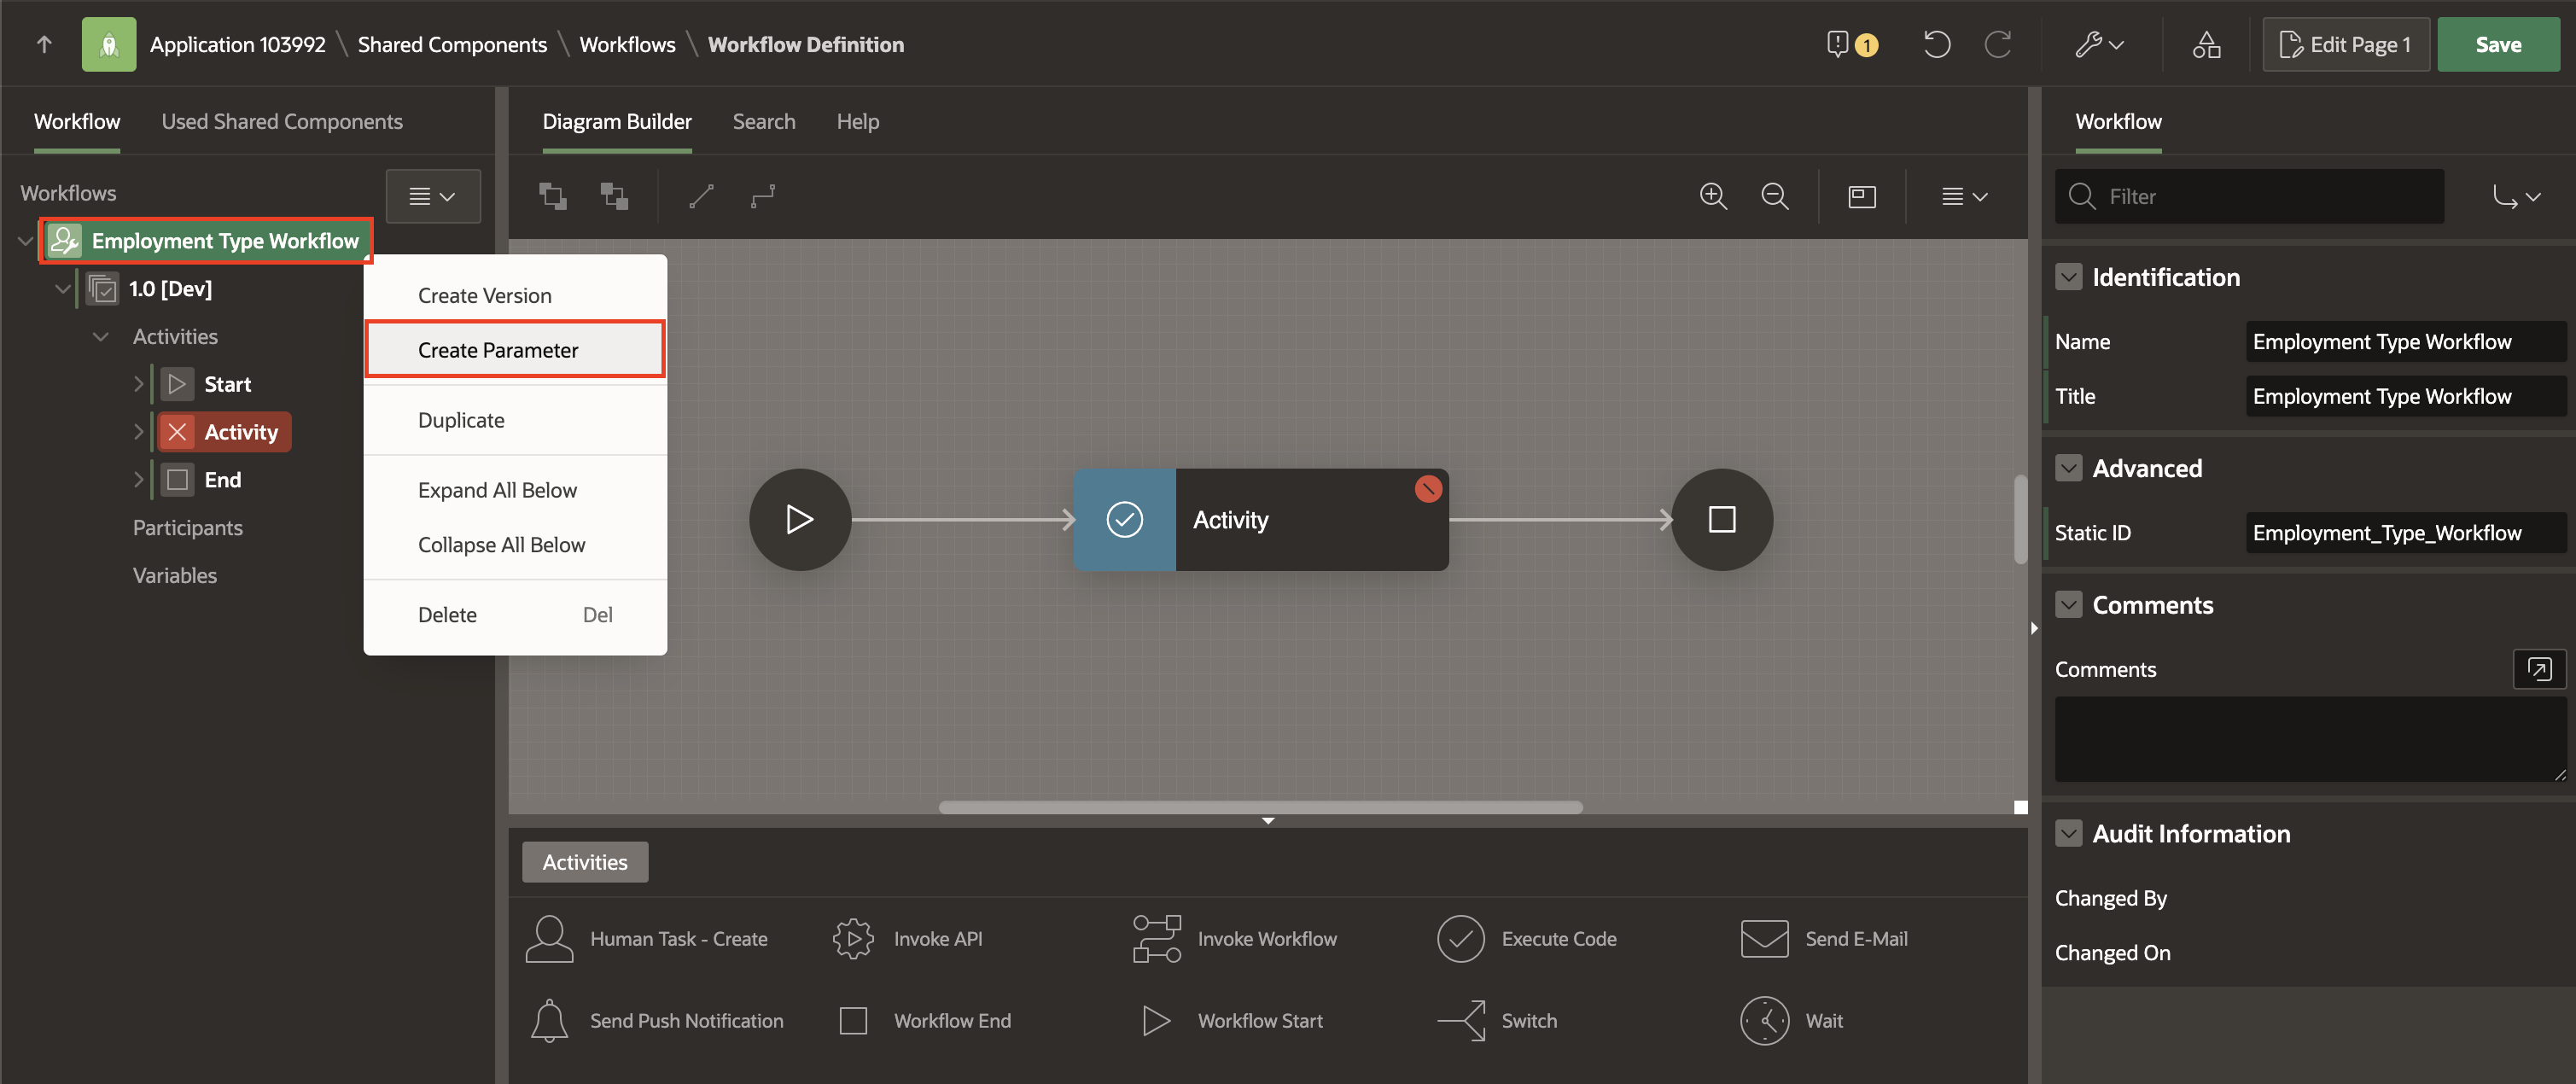 Application 103992 \ Shared Components \ Workflows \ Workflow Definition
1
Edit Page 1
Save
Workflow
Used Shared Components
Workflows
Employment Type Workflow
1.0 [Dev]
Activities
Start
Activity
End
Participants
Variables
Create Version
Create Parameter
Duplicate
Expand All Below
Collapse All Below
Delete Del
Diagram Builder
Search
Help
Activity
Activities
Human Task - Create
Invoke API
Invoke Workflow
Execute Code
Send E-Mail
Send Push Notification
Workflow End
Workflow Start
Switch
Wait
Workflow
Filter
Identification
Name Employment Type Workflow
Title Employment Type Workflow
Advanced
Static ID Employment_Type_Workflow
Comments
Comments
Audit Information
Changed By
Changed On